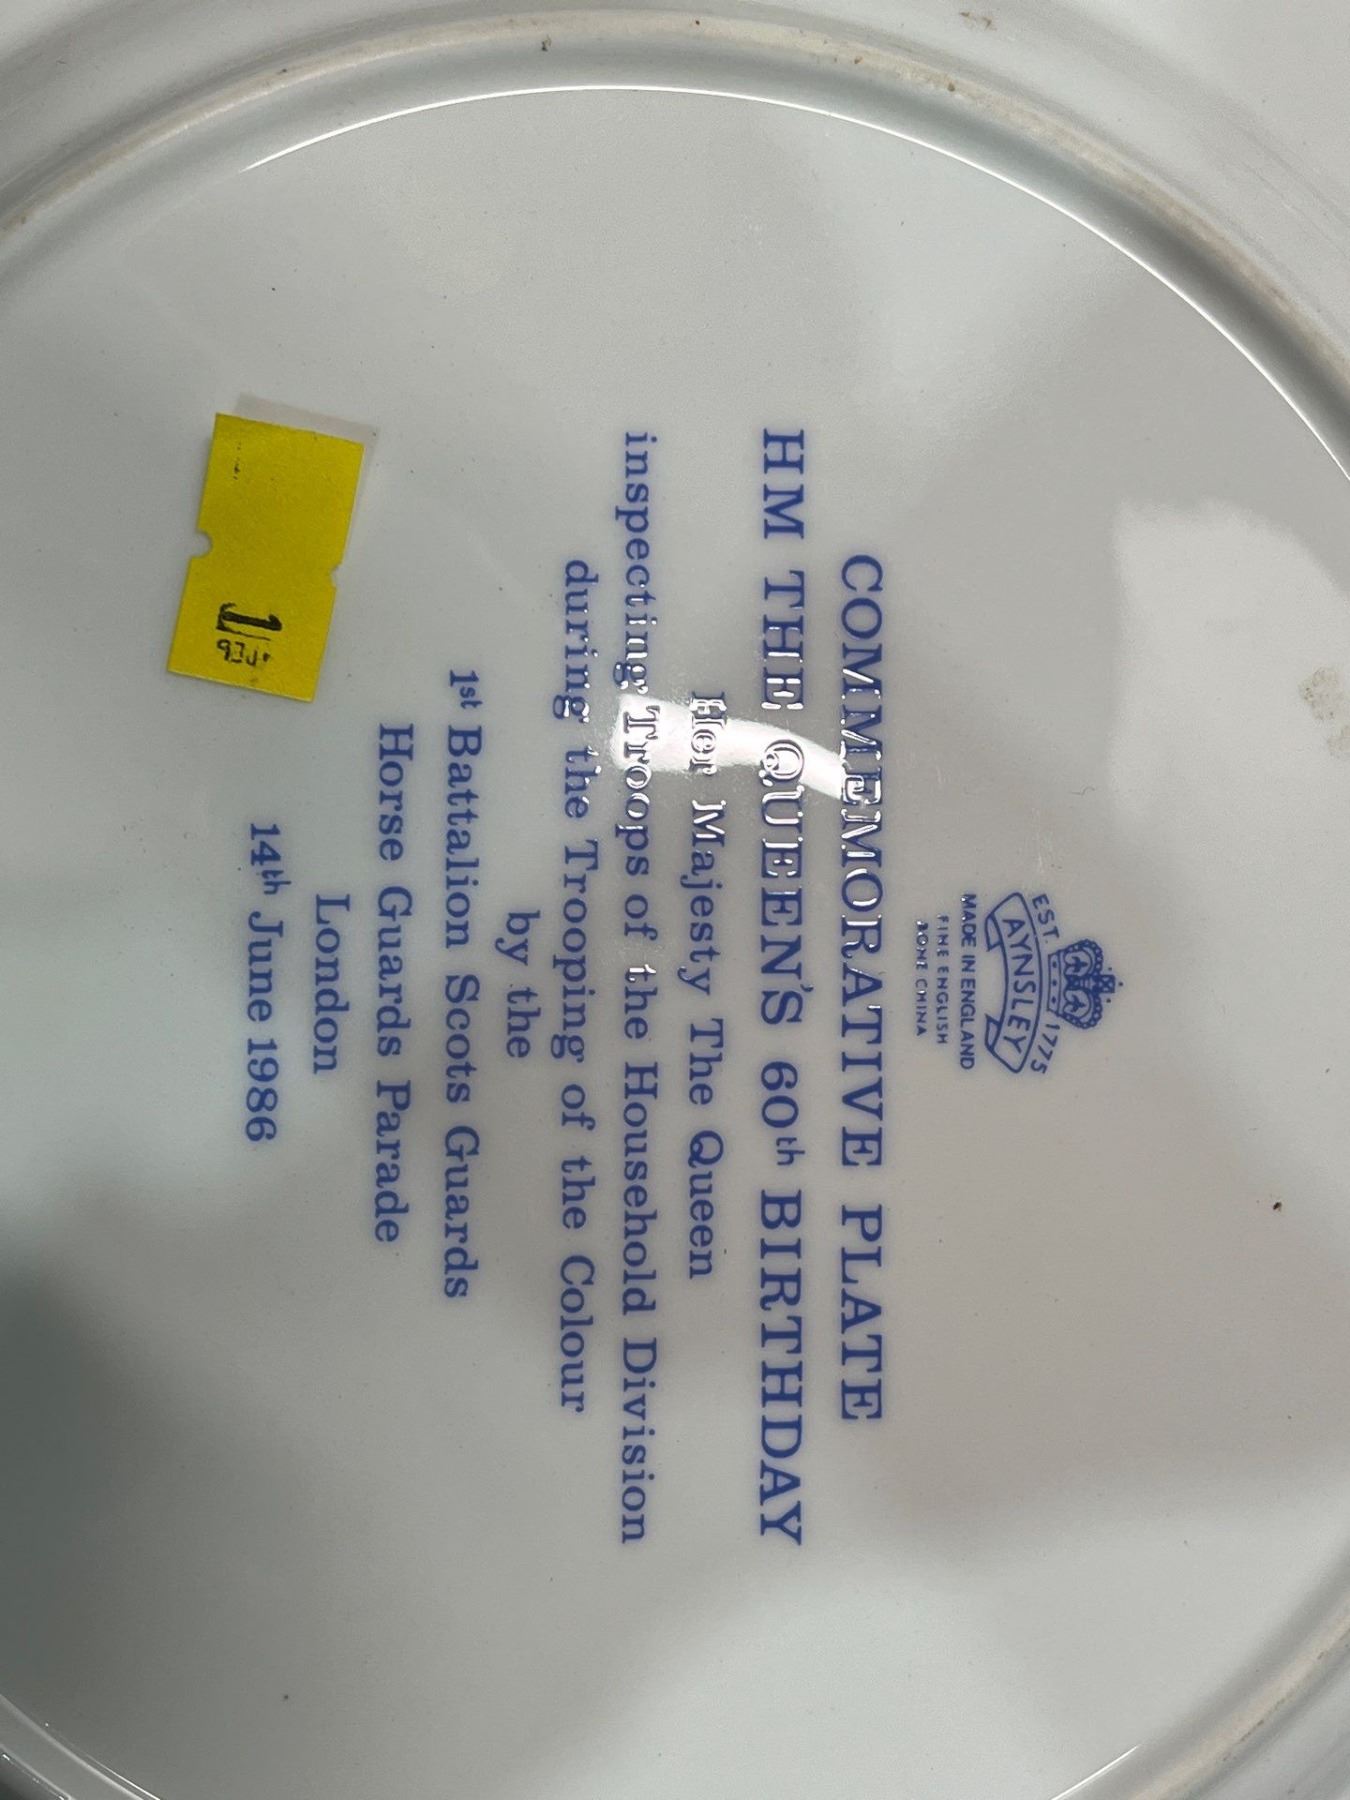 EST. 1775
AYNSLEY
MADE IN ENGLAND
FINE ENGLISH
BONE CHINA
COMMEMORATIVE PLATE
HM THE QUEEN'S 60th BIRTHDAY
Her Majesty The Queen
inspecting Troops of the Household Division
during the Trooping of the Colour
by the
1st Battalion Scots Guards
Horse Guards Parade
London
14th June 1986